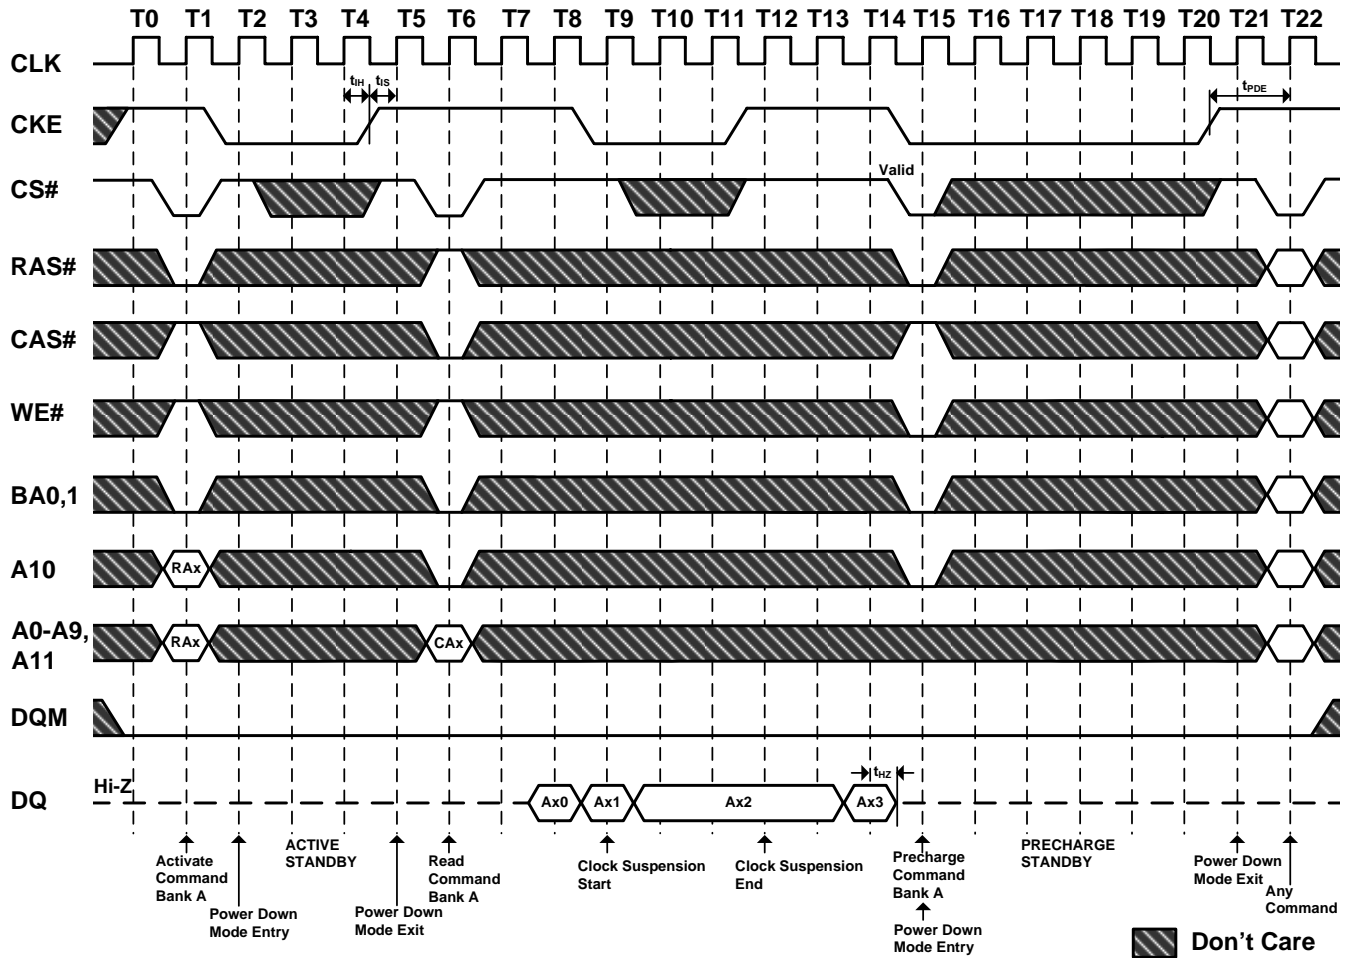 T0 T1 T2 T3 T4 T5 T6 T7 T8 T9 T10 T11 T12 T13 T14 T15 T16 T17 T18 T19 T20 T21 T22
CLK
tIH tIS
tPDE
CKE
Valid
CS#
RAS#
CAS#
WE#
BA0,1
A10
RAx
A0-A9,
A11
RAx
CAx
DQM
Hi-Z
tHZ
DQ
Ax0 Ax1 Ax2 Ax3
Activate
Command
Bank A
Power Down
Mode Entry
ACTIVE
STANDBY
Power Down
Mode Exit
Read
Command
Bank A
Clock Suspension
Start
Clock Suspension
End
Precharge
Command
Bank A
Power Down
Mode Entry
PRECHARGE
STANDBY
Power Down
Mode Exit
Any
Command
Don't Care